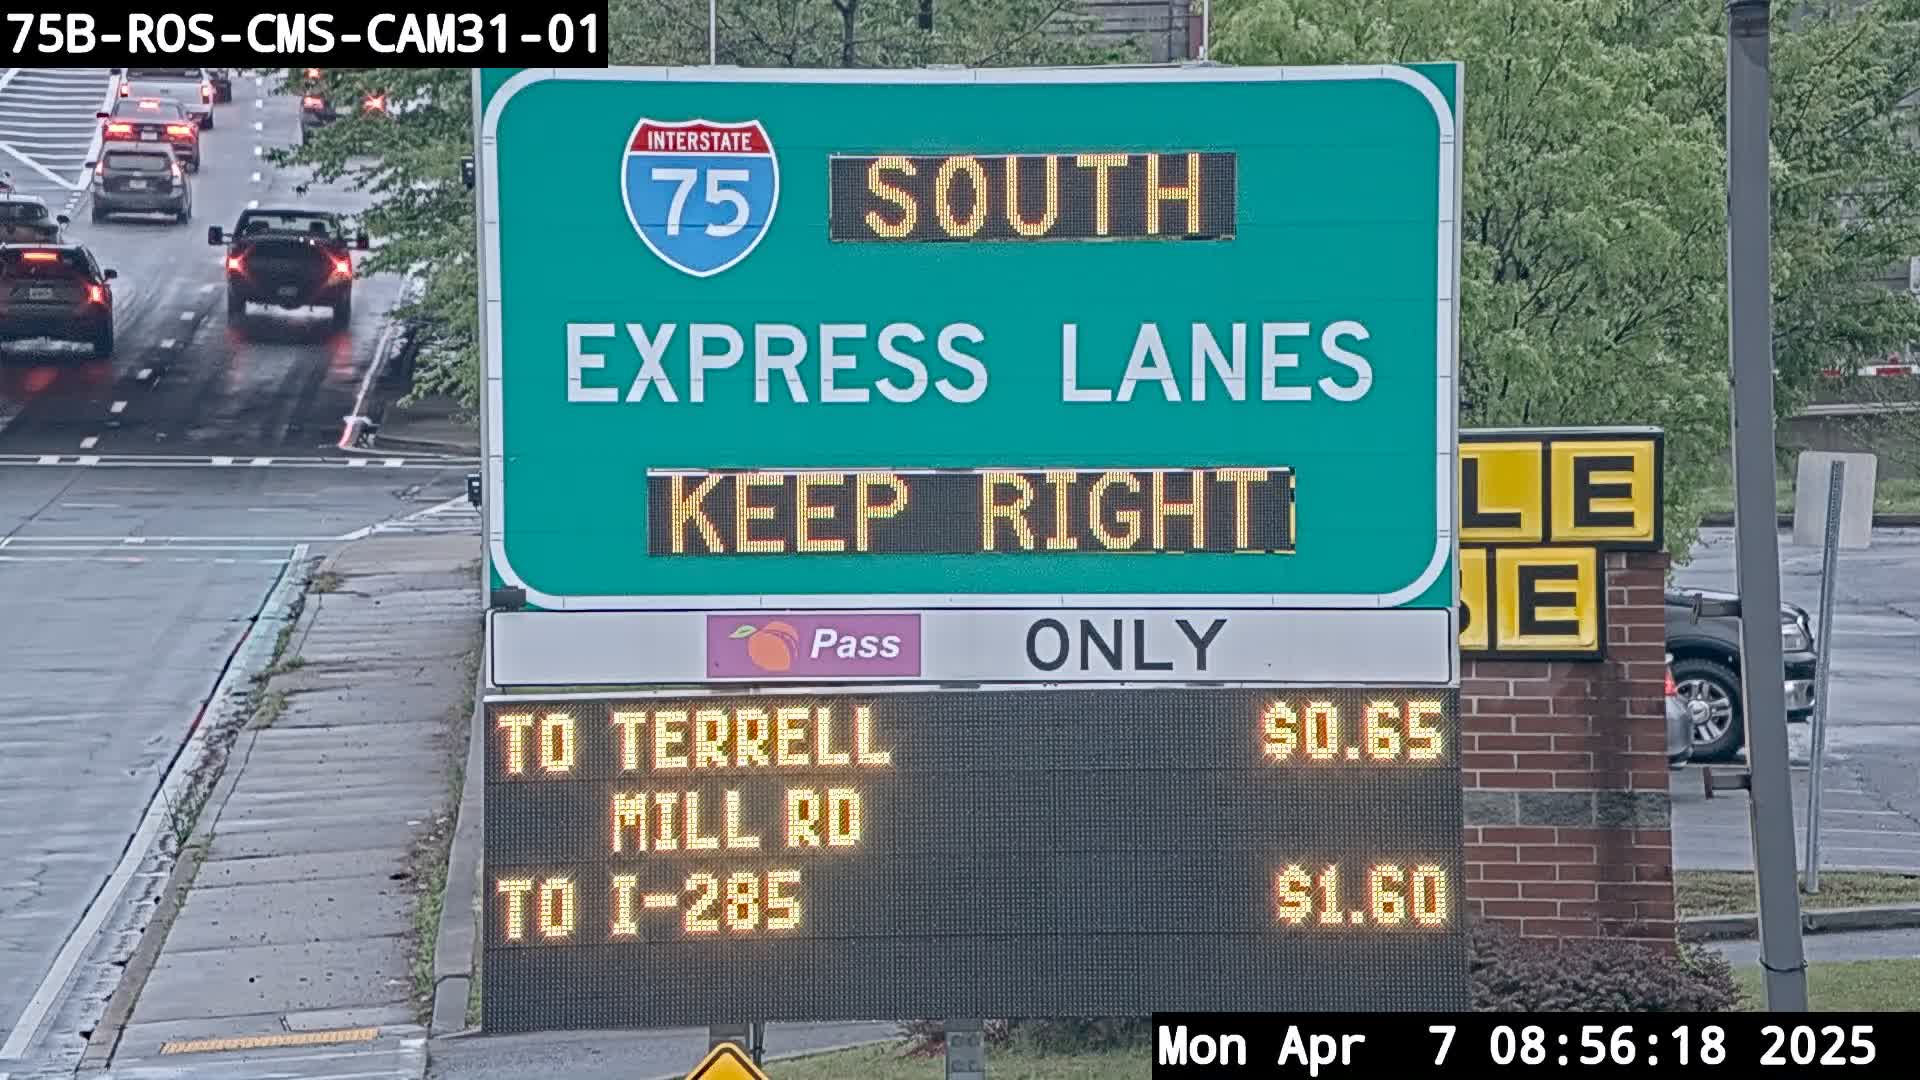 75B-ROS-CMS-CAM31-01
INTERSTATE
75
SOUTH
EXPRESS LANES
KEEP RIGHT
Pass ONLY
LE
E
TO TERRELL $0.65
MILL RD
TO I-285 $1.60
Mon Apr 7 08:56:18 2025